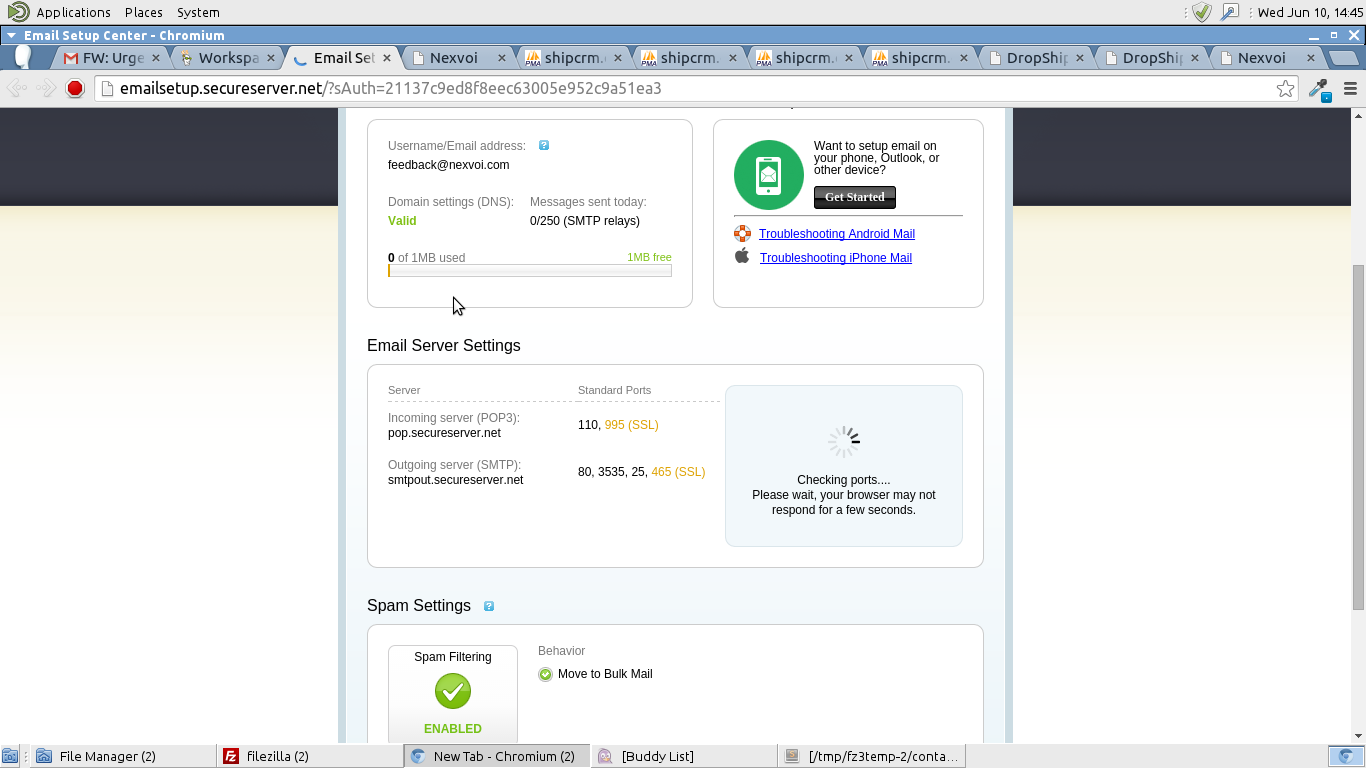 Applications Places System
Wed Jun 10, 14:45
Email Setup Center - Chromium
FW: Urge
Workspa
Email Set
Nexvoi
shipcrm.
shipcrm.
shipcrm.
shipcrm.
DropShip
DropShip
Nexvoi
emailsetup.secureserver.net/?sAuth=21137c9ed8f8eec63005e952c9a51ea3
Username/Email address:
feedback@nexvoi.com
Domain settings (DNS):
Valid
Messages sent today:
0/250 (SMTP relays)
0 of 1MB used
1MB free
Want to setup email on
your phone, Outlook, or
other device?
Get Started
Troubleshooting Android Mail
Troubleshooting iPhone Mail
Email Server Settings
Server Standard Ports
Incoming server (POP3):
pop.secureserver.net
110, 995 (SSL)
Outgoing server (SMTP):
smtpout.secureserver.net
80, 3535, 25, 465 (SSL)
Checking ports....
Please wait, your browser may not
respond for a few seconds.
Spam Settings
Spam Filtering
ENABLED
Behavior
Move to Bulk Mail
File Manager (2)
filezilla (2)
New Tab - Chromium (2)
[Buddy List]
[/tmp/fz3temp-2/conta...